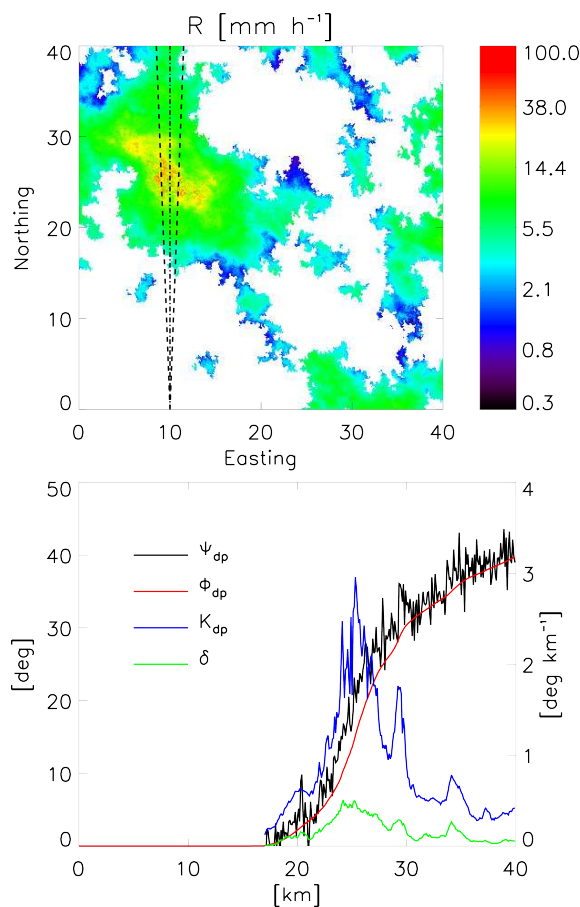 R [mm h⁻¹]
40
30
20
10
0
Northing
0 10 20 30 40
Easting
100.0
38.0
14.4
5.5
2.1
0.8
0.3
50
40
30
20
10
0
[deg]
Ψdp
Φdp
Kdp
δ
4
3
2
1
0
[deg km⁻¹]
0 10 20 30 40
[km]